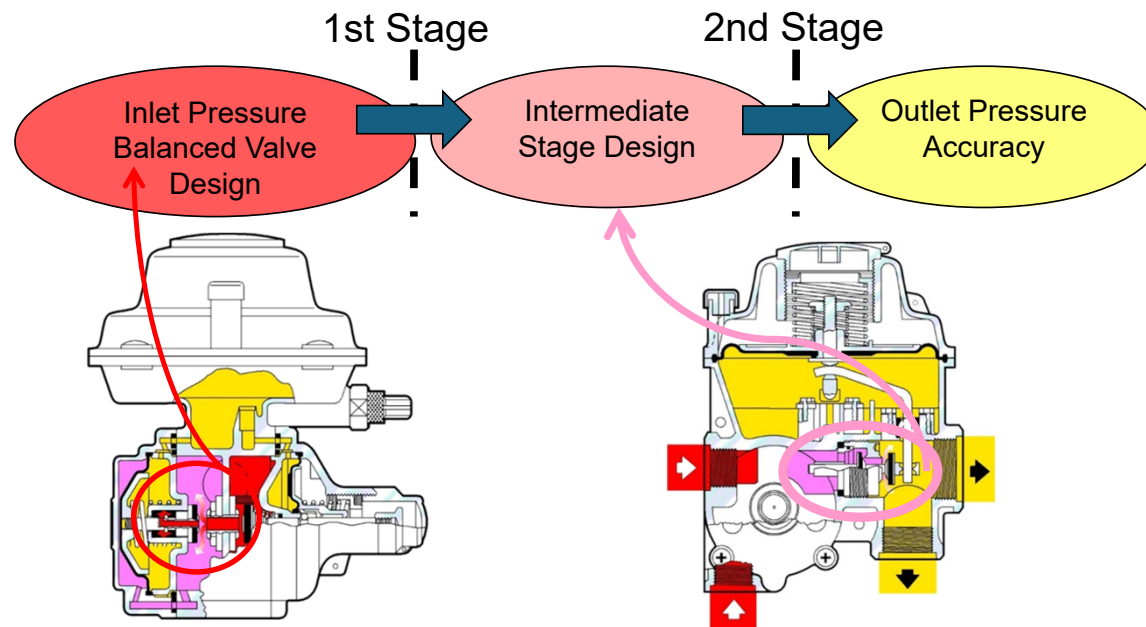 1st Stage
2nd Stage
Inlet Pressure
Balanced Valve
Design
Intermediate
Stage Design
Outlet Pressure
Accuracy